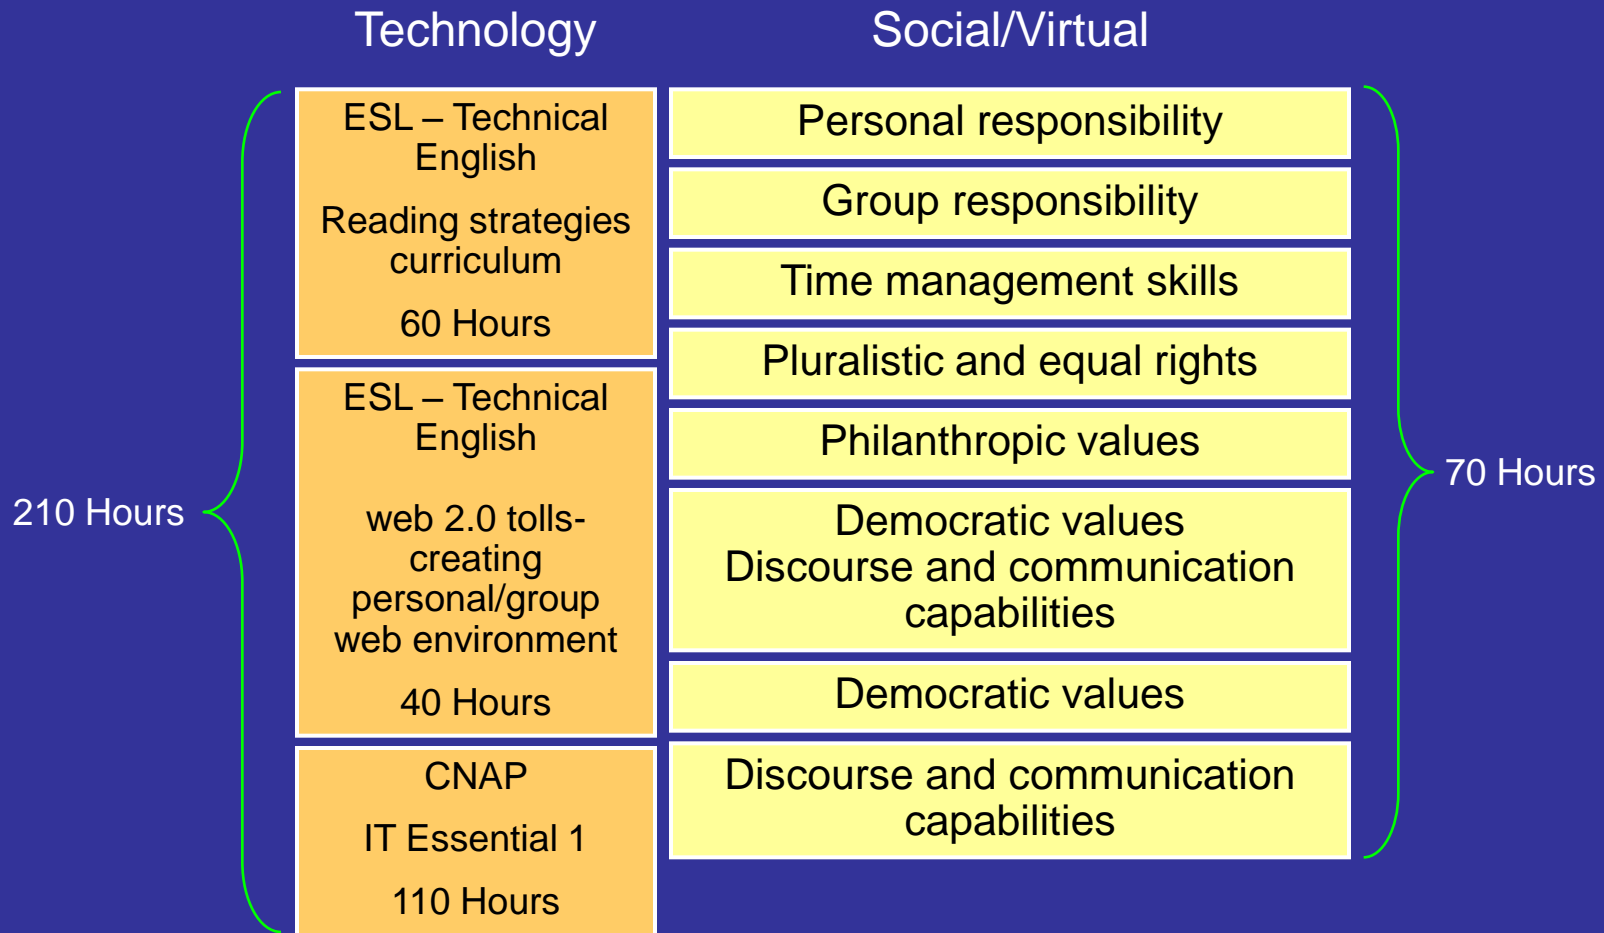 Technology
Social/Virtual
210 Hours
ESL – Technical
English
Reading strategies
curriculum
60 Hours
ESL – Technical
English
web 2.0 tolls-
creating
personal/group
web environment
40 Hours
CNAP
IT Essential 1
110 Hours
Personal responsibility
Group responsibility
Time management skills
Pluralistic and equal rights
Philanthropic values
Democratic values
Discourse and communication
capabilities
Democratic values
Discourse and communication
capabilities
70 Hours